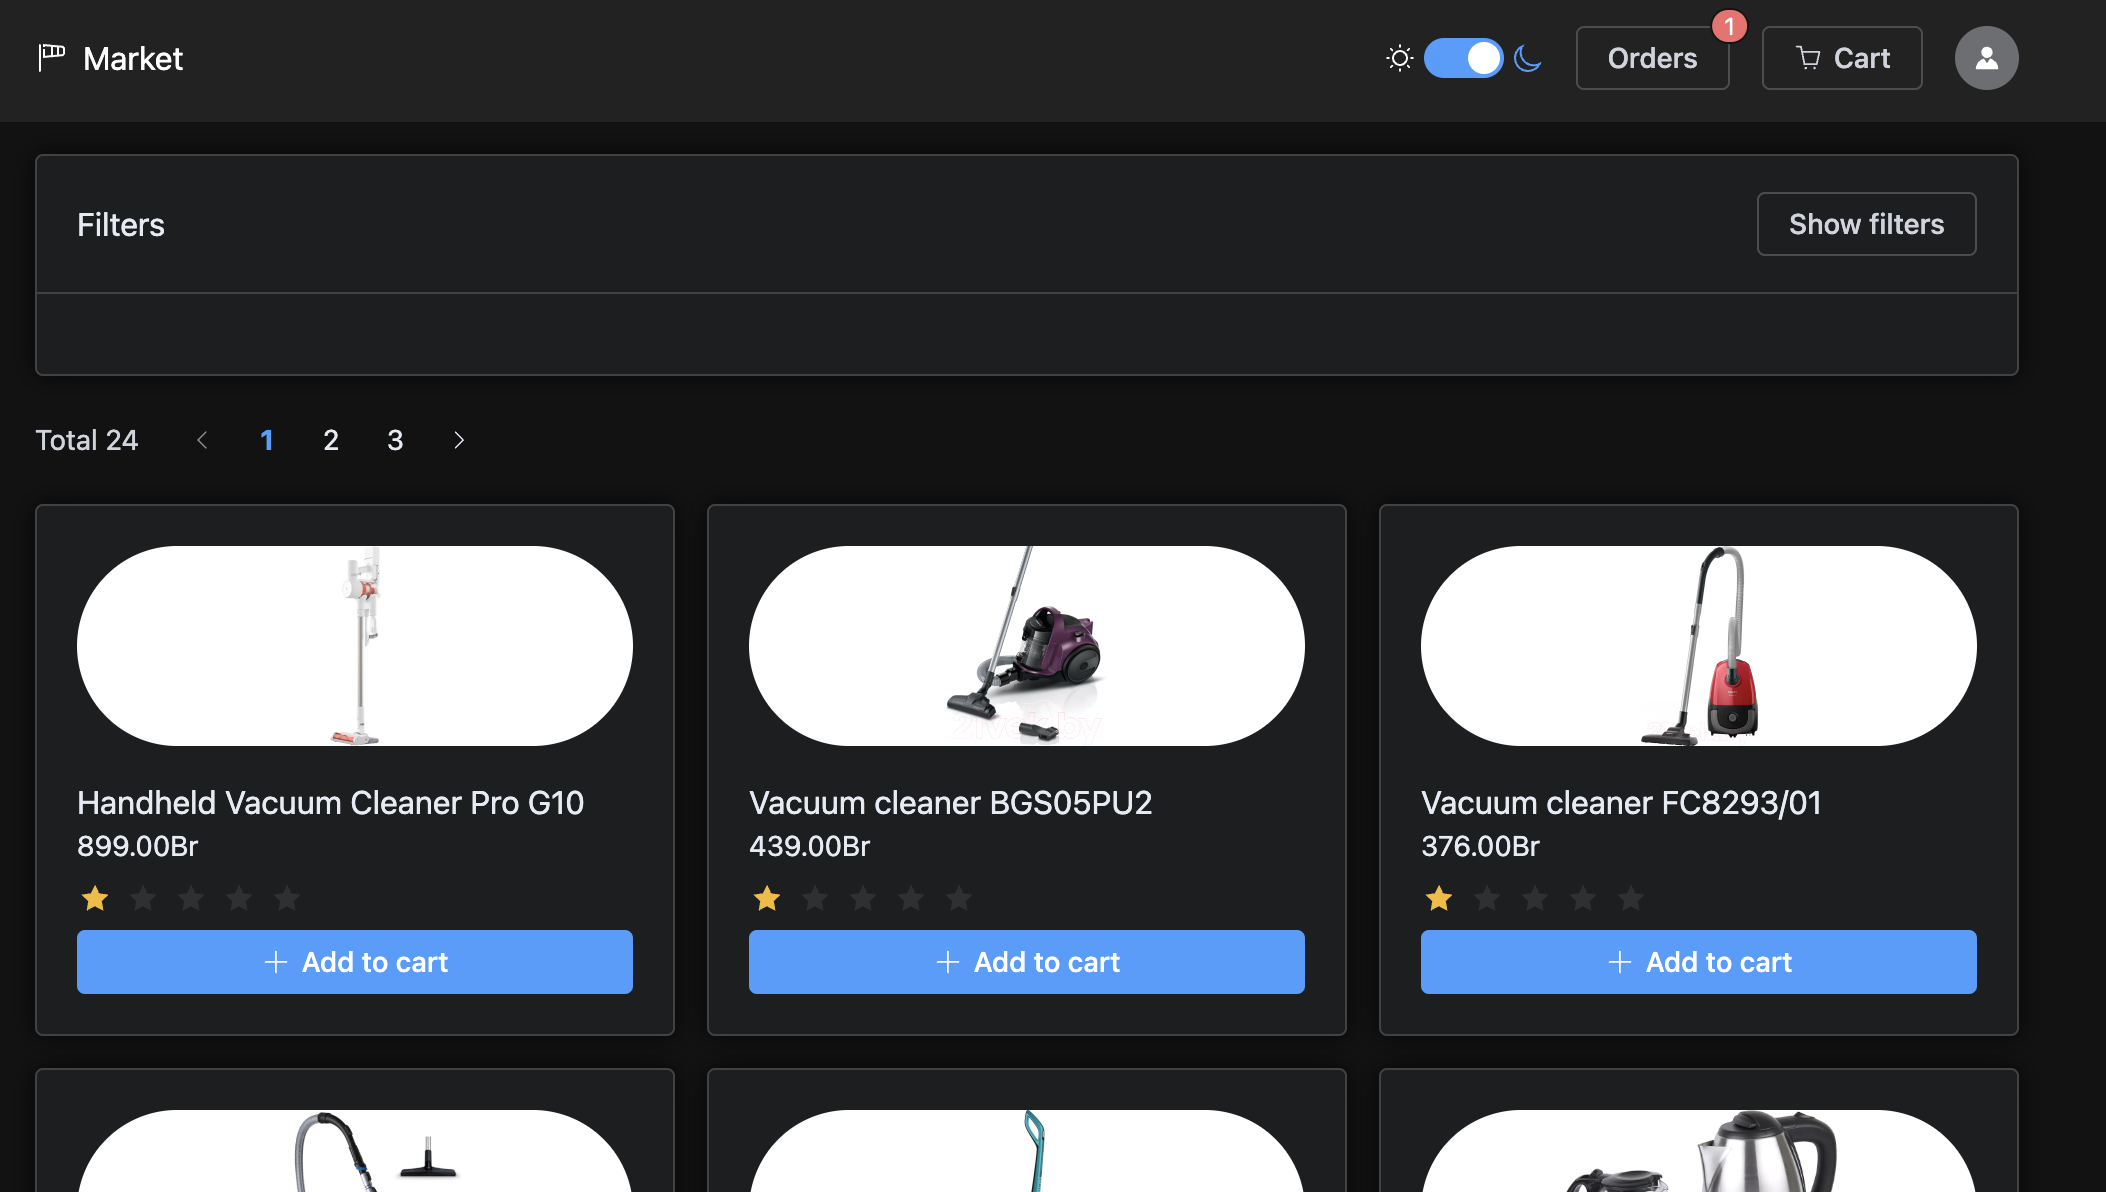 Market
Orders
1
Cart
Filters
Show filters
Total 24
1
2
3
Handheld Vacuum Cleaner Pro G10
899.00Br
Add to cart
Vacuum cleaner BGS05PU2
439.00Br
Add to cart
Vacuum cleaner FC8293/01
376.00Br
Add to cart